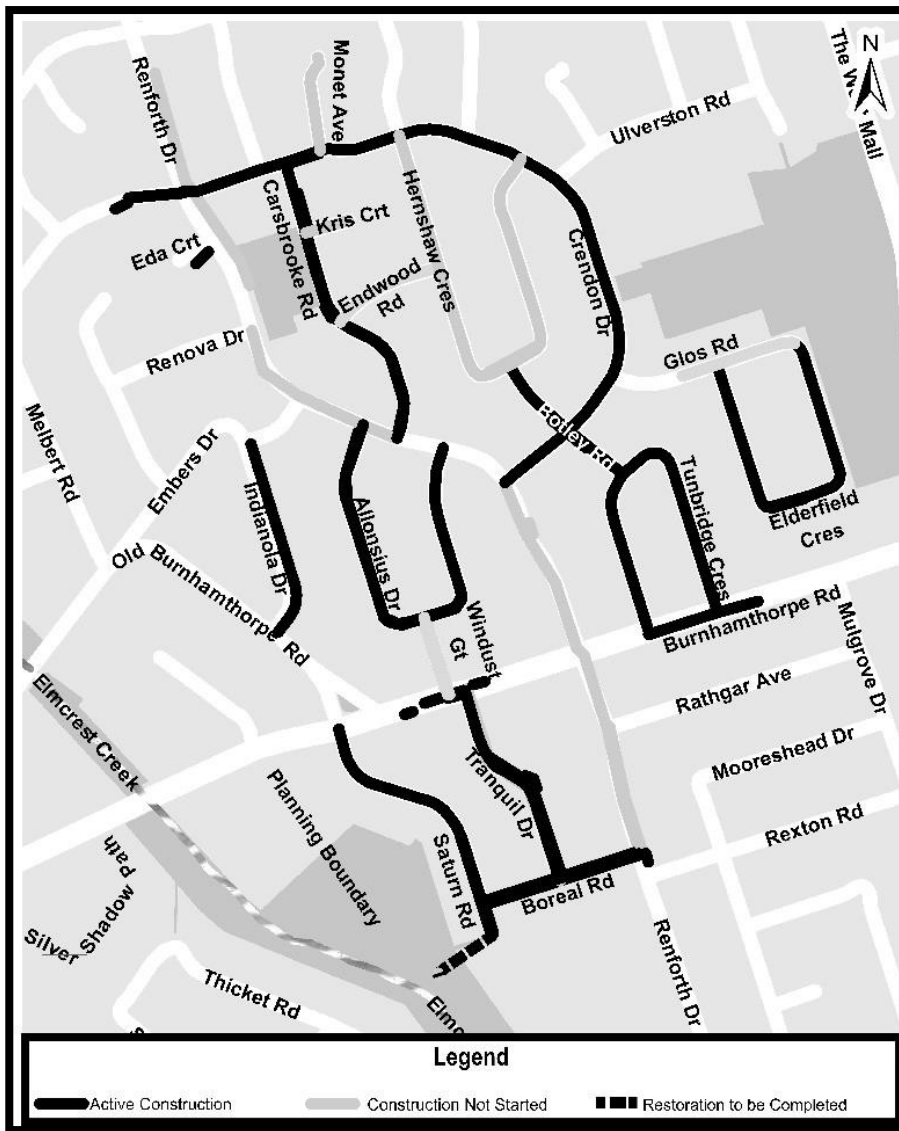 Renforth Dr
Monet Ave
N
Mall
Ulverston Rd
Carsbrooke Rd
Kris Crt
Hernshaw Cres
Eda Crt
Endwood
Rd
Crendon Dr
Renova Dr
Glos Rd
Melbert Rd
Embers Dr
Botley Rd
Indianola Dr
Allonsius Dr
Tunbridge Cres
Elderfield
Cres
Old Burnhamthorpe Rd
Windust
Gt
Burnhamthorpe Rd
Mulgrove Dr
Rathgar Ave
Elmcrest Creek
Mooreshead Dr
Tranquil Dr
Planning Boundary
Rexton Rd
Saturn Rd
Boreal Rd
Silver Shadow Path
Renforth Dr
Thicket Rd
Legend
Active Construction
Construction Not Started
Restoration to be Completed